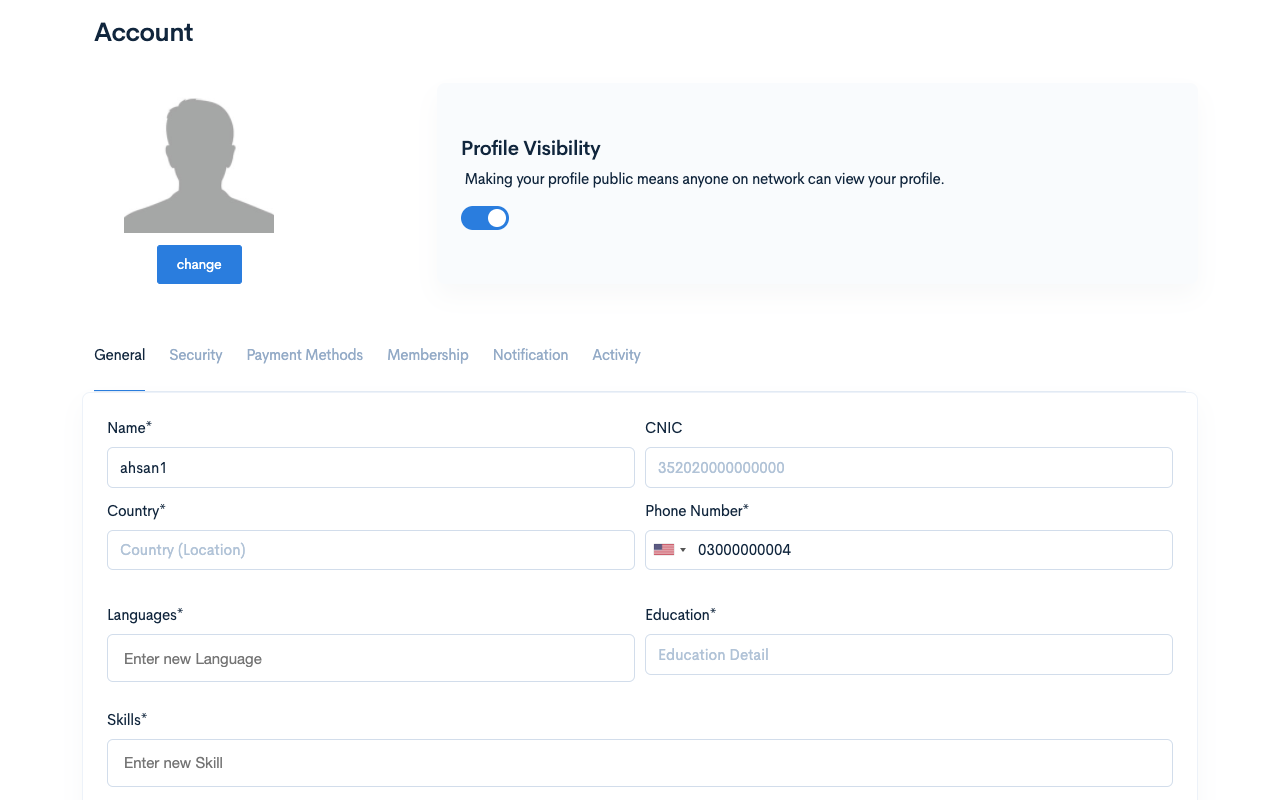 Account
Profile Visibility
Making your profile public means anyone on network can view your profile.
change
General Security Payment Methods Membership Notification Activity
Name* CNIC
ahsan1 352020000000000
Country* Phone Number*
Country (Location) 03000000004
Languages* Education*
Enter new Language Education Detail
Skills*
Enter new Skill